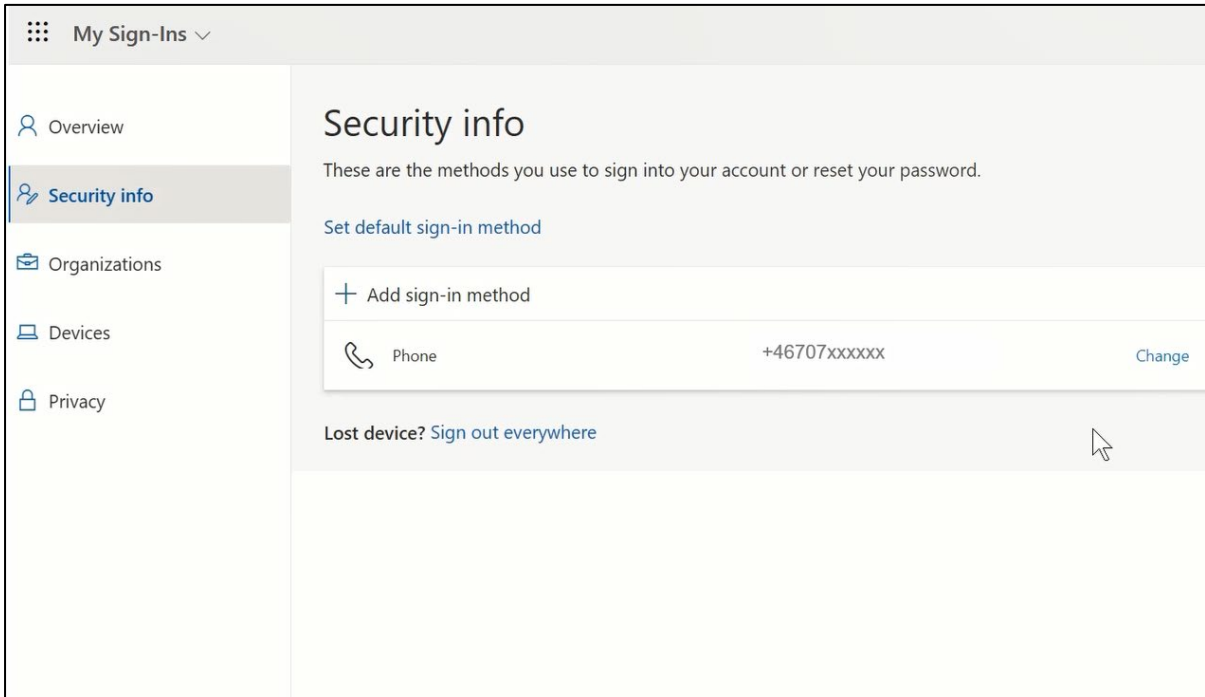 My Sign-Ins
Overview
Security info
Organizations
Devices
Privacy
Security info
These are the methods you use to sign into your account or reset your password.
Set default sign-in method
Add sign-in method
Phone +46707xxxxxx Change
Lost device? Sign out everywhere